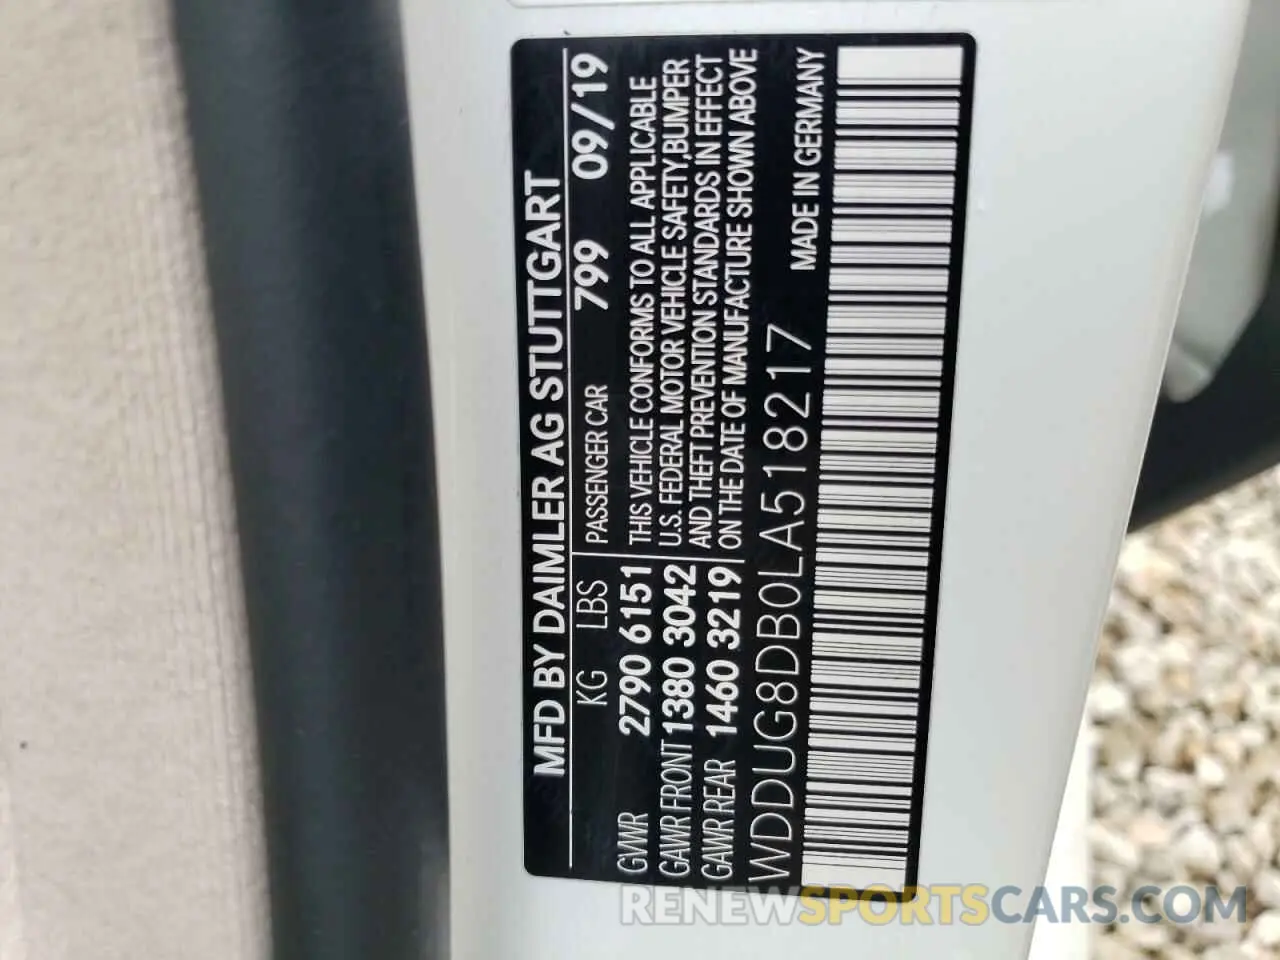 MFD BY DAIMLER AG STUTTGART
KG LBS PASSENGER CAR 799 09/19
GVWR 2790 6151 THIS VEHICLE CONFORMS TO ALL APPLICABLE
GAWR FRONT 1380 3042 U.S. FEDERAL MOTOR VEHICLE SAFETY,BUMPER
AND THEFT PREVENTION STANDARDS IN EFFECT
GAWR REAR 1460 3219 ON THE DATE OF MANUFACTURE SHOWN ABOVE
WDDUG8DB0LA518217 MADE IN GERMANY
RENEWSPORTSCARS.COM